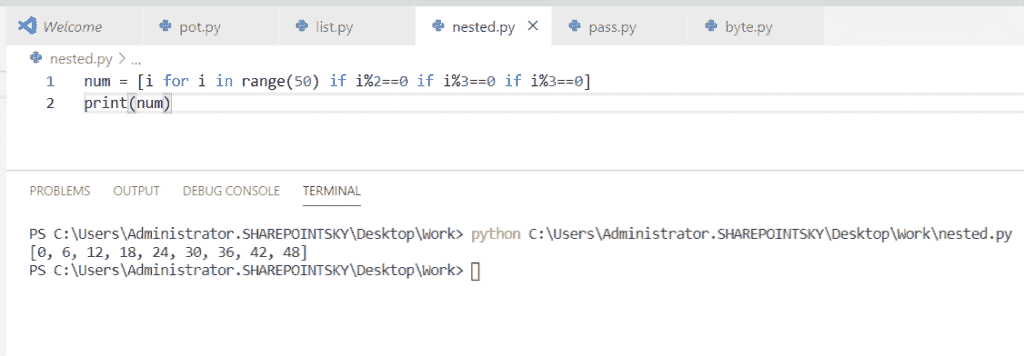 Welcome pot.py list.py nested.py × pass.py byte.py
nested.py > ...
1 num = [i for i in range(50) if i%2==0 if i%3==0 if i%3==0]
2 print(num)
PROBLEMS OUTPUT DEBUG CONSOLE TERMINAL
PS C:\Users\Administrator.SHAREPOINTSKY\Desktop\Work> python C:\Users\Administrator.SHAREPOINTSKY\Desktop\Work\nested.py
[0, 6, 12, 18, 24, 30, 36, 42, 48]
PS C:\Users\Administrator.SHAREPOINTSKY\Desktop\Work>